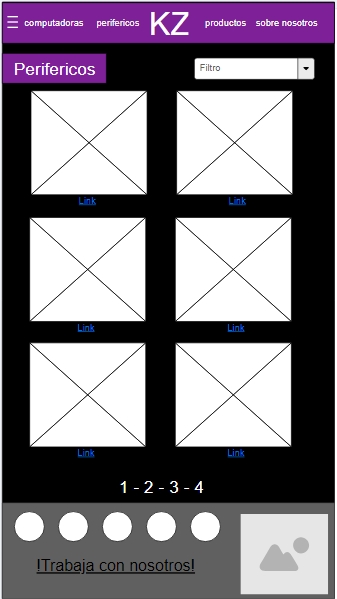 computadoras perifericos KZ productos sobre nosotros
Perifericos Filtro
Link Link
Link Link
Link Link
1 - 2 - 3 - 4
!Trabaja con nosotros!